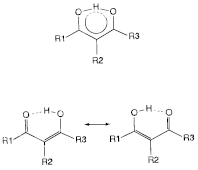 O H O
R1 R3
R2
O H O O H O
R1 R3 R1 R3
R2 R2